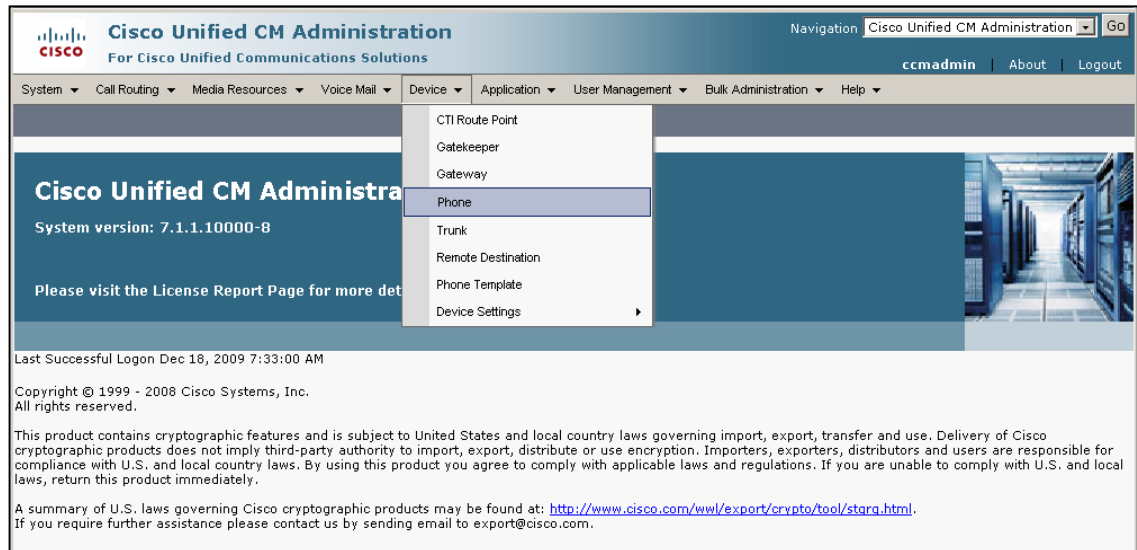 Cisco Unified CM Administration
Navigation Cisco Unified CM Administration Go
CISCO
For Cisco Unified Communications Solutions
ccmadmin | About | Logout
System Call Routing Media Resources Voice Mail Device Application User Management Bulk Administration Help
CTI Route Point
Gatekeeper
Gateway
Phone
Trunk
Remote Destination
Phone Template
Device Settings
Cisco Unified CM Administra
System version: 7.1.1.10000-8
Please visit the License Report Page for more det
Last Successful Logon Dec 18, 2009 7:33:00 AM
Copyright © 1999 - 2008 Cisco Systems, Inc.
All rights reserved.
This product contains cryptographic features and is subject to United States and local country laws governing import, export, transfer and use. Delivery of Cisco
cryptographic products does not imply third-party authority to import, export, distribute or use encryption. Importers, exporters, distributors and users are responsible for
compliance with U.S. and local country laws. By using this product you agree to comply with applicable laws and regulations. If you are unable to comply with U.S. and local
laws, return this product immediately.
A summary of U.S. laws governing Cisco cryptographic products may be found at: http://www.cisco.com/wwl/export/crypto/tool/stqrg.html.
If you require further assistance please contact us by sending email to export@cisco.com.